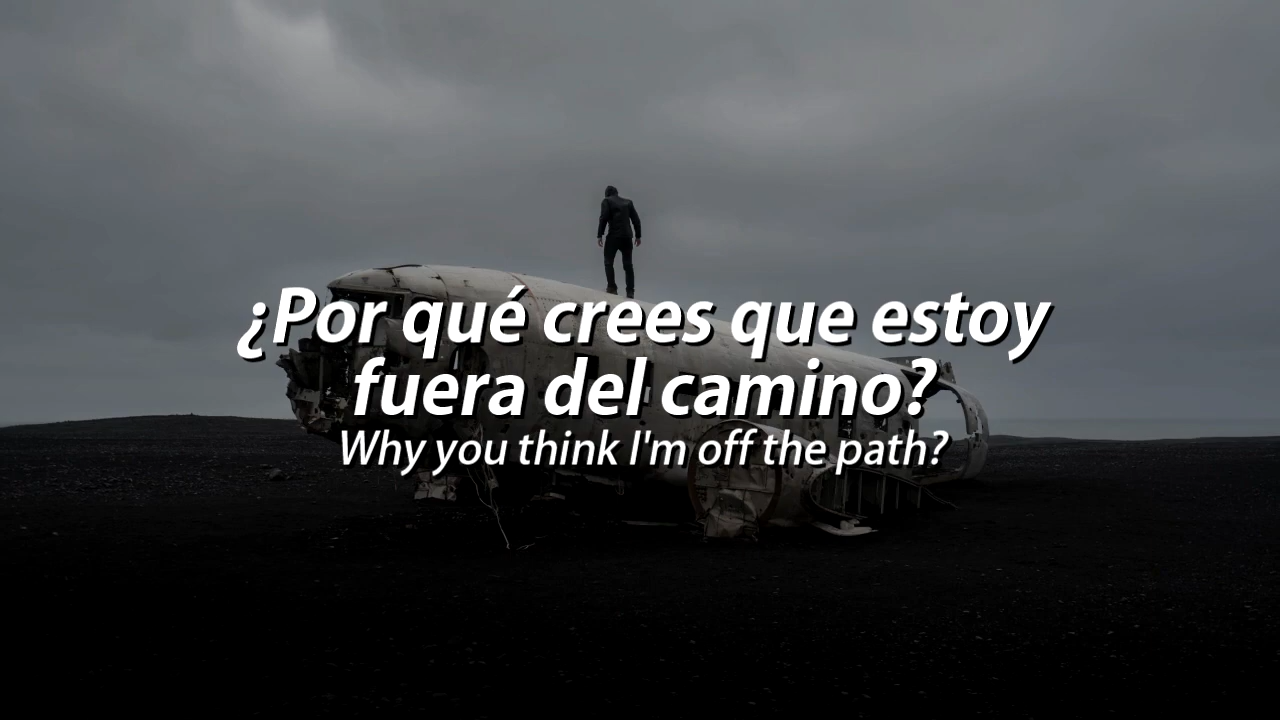 ¿Por qué crees que estoy
fuera del camino?
Why you think I'm off the path?